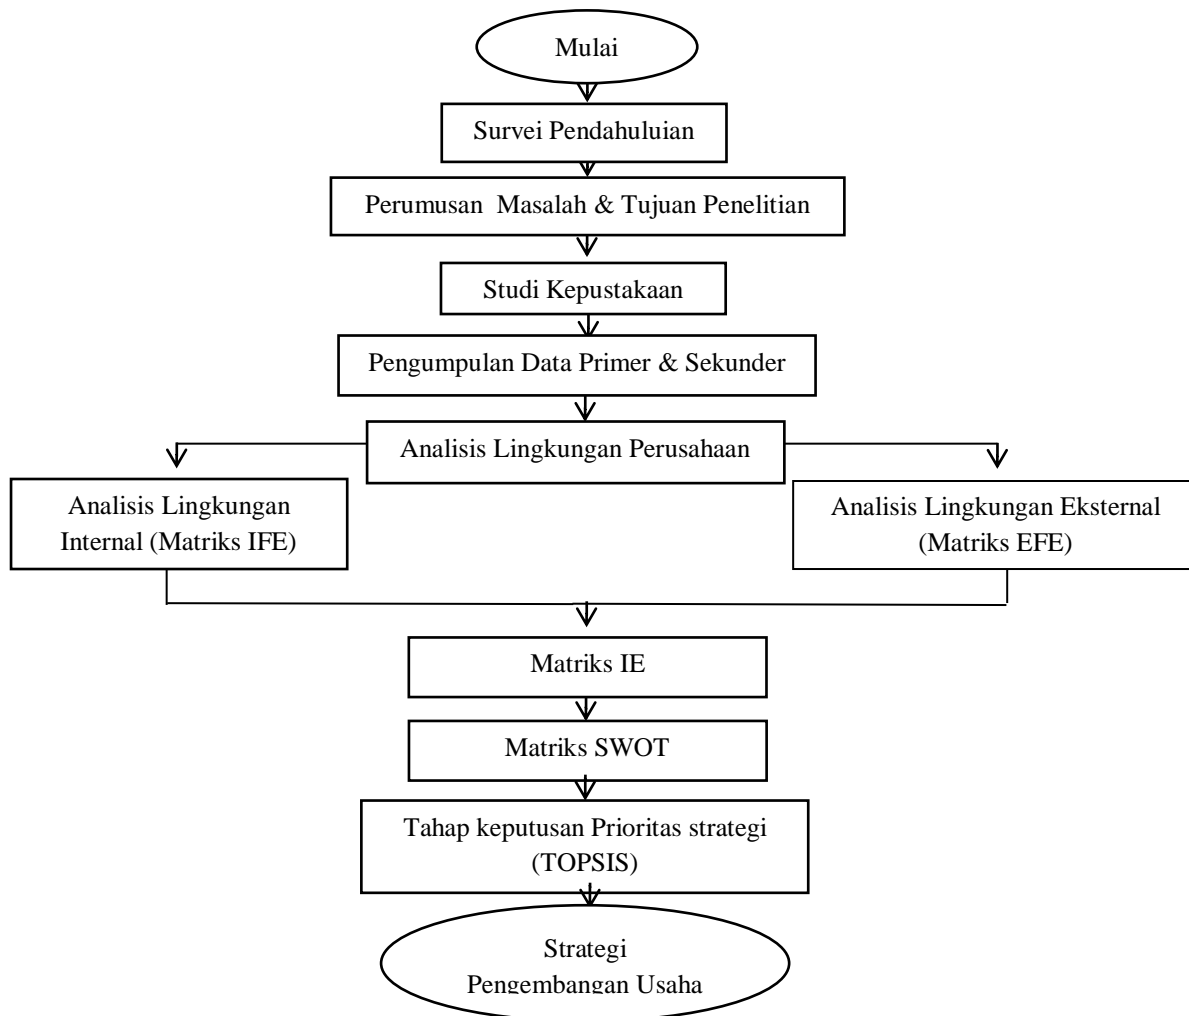 Mulai
Survei Pendahuluian
Perumusan  Masalah & Tujuan Penelitian
Studi Kepustakaan
Pengumpulan Data Primer & Sekunder
Analisis Lingkungan Perusahaan
Analisis Lingkungan
Internal (Matriks IFE)
Analisis Lingkungan Eksternal
(Matriks EFE)
Matriks IE
Matriks SWOT
Tahap keputusan Prioritas strategi
(TOPSIS)
Strategi
Pengembangan Usaha